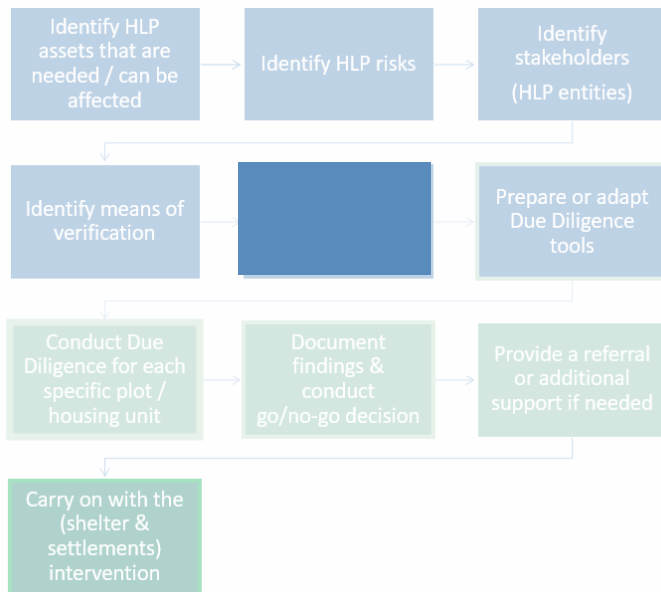 Identify HLP
assets that are
needed / can be
affected
Identify HLP risks
Identify
stakeholders
(HLP entities)
Identify means of
verification
Prepare or adapt
Due Diligence
tools
Conduct Due
Diligence for each
specific plot /
housing unit
Document
findings &
conduct
go/no-go decision
Provide a referral
or additional
support if needed
Carry on with the
(shelter &
settlements)
intervention